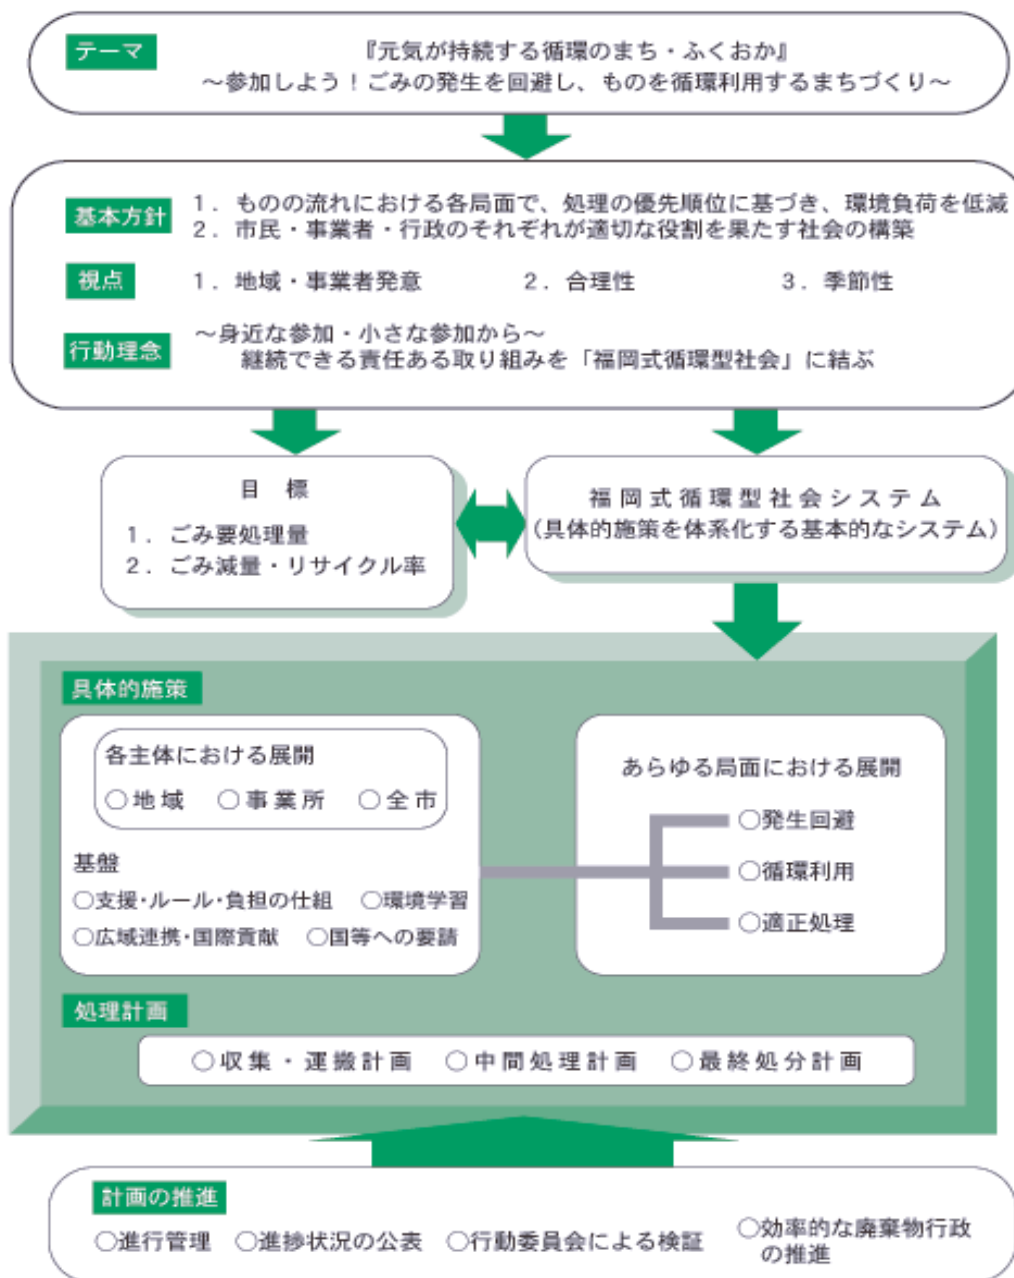 テーマ 『元気が持続する循環のまち・ふくおか』
～参加しよう！ごみの発生を回避し、ものを循環利用するまちづくり～
基本方針 1．ものの流れにおける各局面で、処理の優先順位に基づき、環境負荷を低減
2．市民・事業者・行政のそれぞれが適切な役割を果たす社会の構築
視点 1．地域・事業者発意 2．合理性 3．季節性
行動理念 ～身近な参加・小さな参加から～
継続できる責任ある取り組みを「福岡式循環型社会」に結ぶ
目 標
1．ごみ要処理量
2．ごみ減量・リサイクル率
福岡式循環型社会システム
(具体的施策を体系化する基本的なシステム)
具体的施策
各主体における展開
○地域 ○事業所 ○全市
基盤
○支援・ルール・負担の仕組 ○環境学習
○広域連携・国際貢献 ○国等への要請
あらゆる局面における展開
○発生回避
○循環利用
○適正処理
処理計画
○収集・運搬計画 ○中間処理計画 ○最終処分計画
計画の推進
○進行管理 ○進捗状況の公表 ○行動委員会による検証 ○効率的な廃棄物行政
の推進